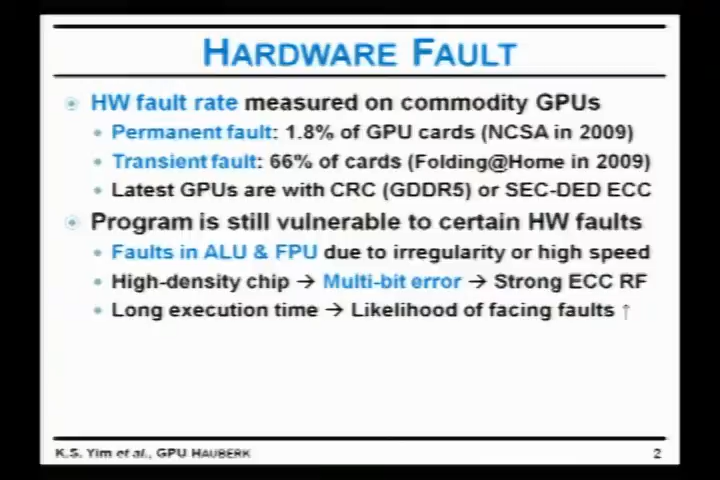 HARDWARE FAULT
HW fault rate measured on commodity GPUs
Permanent fault: 1.8% of GPU cards (NCSA in 2009)
Transient fault: 66% of cards (Folding@Home in 2009)
Latest GPUs are with CRC (GDDR5) or SEC-DED ECC
Program is still vulnerable to certain HW faults
Faults in ALU & FPU due to irregularity or high speed
High-density chip → Multi-bit error → Strong ECC RF
Long execution time → Likelihood of facing faults ↑
K.S. Yim et al., GPU HAUBERK
2